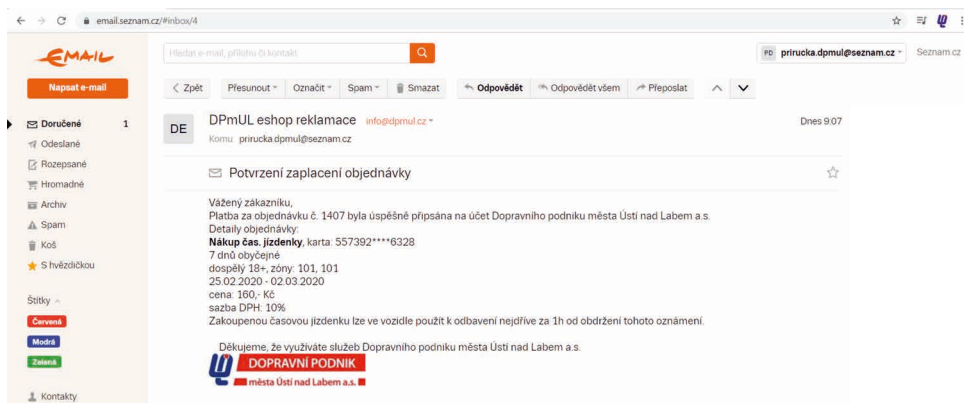 email.seznam.cz/#inbox/4
EMAIL
Hledat e-mail, přílohu či kontakt
PD prirucka.dpmul@seznam.cz
Seznam.cz
Napsat e-mail
Zpět Přesunout Označit Spam Smazat Odpovědět Odpovědět všem Přeposlat
Doručené 1
Odeslané
Rozepsané
Hromadné
Archiv
Spam
Koš
S hvězdičkou
Štítky
Červená
Modrá
Zelená
Kontakty
DE
DPmUL eshop reklamace info@dpmul.cz
Dnes 9:07
Komu: prirucka.dpmul@seznam.cz
Potvrzení zaplacení objednávky
Vážený zákazníku,
Platba za objednávku č. 1407 byla úspěšně připsána na účet Dopravního podniku města Ústí nad Labem a.s.
Detaily objednávky:
Nákup čas. jízdenky, karta: 557392****6328
7 dnů obyčejné
dospělý 18+, zóny: 101, 101
25.02.2020 - 02.03.2020
cena: 160,- Kč
sazba DPH: 10%
Zakoupenou časovou jízdenku lze ve vozidle použít k odbavení nejdříve za 1h od obdržení tohoto oznámení.
Děkujeme, že využíváte služeb Dopravního podniku města Ústí nad Labem a.s.
DOPRAVNÍ PODNIK
města Ústí nad Labem a.s.